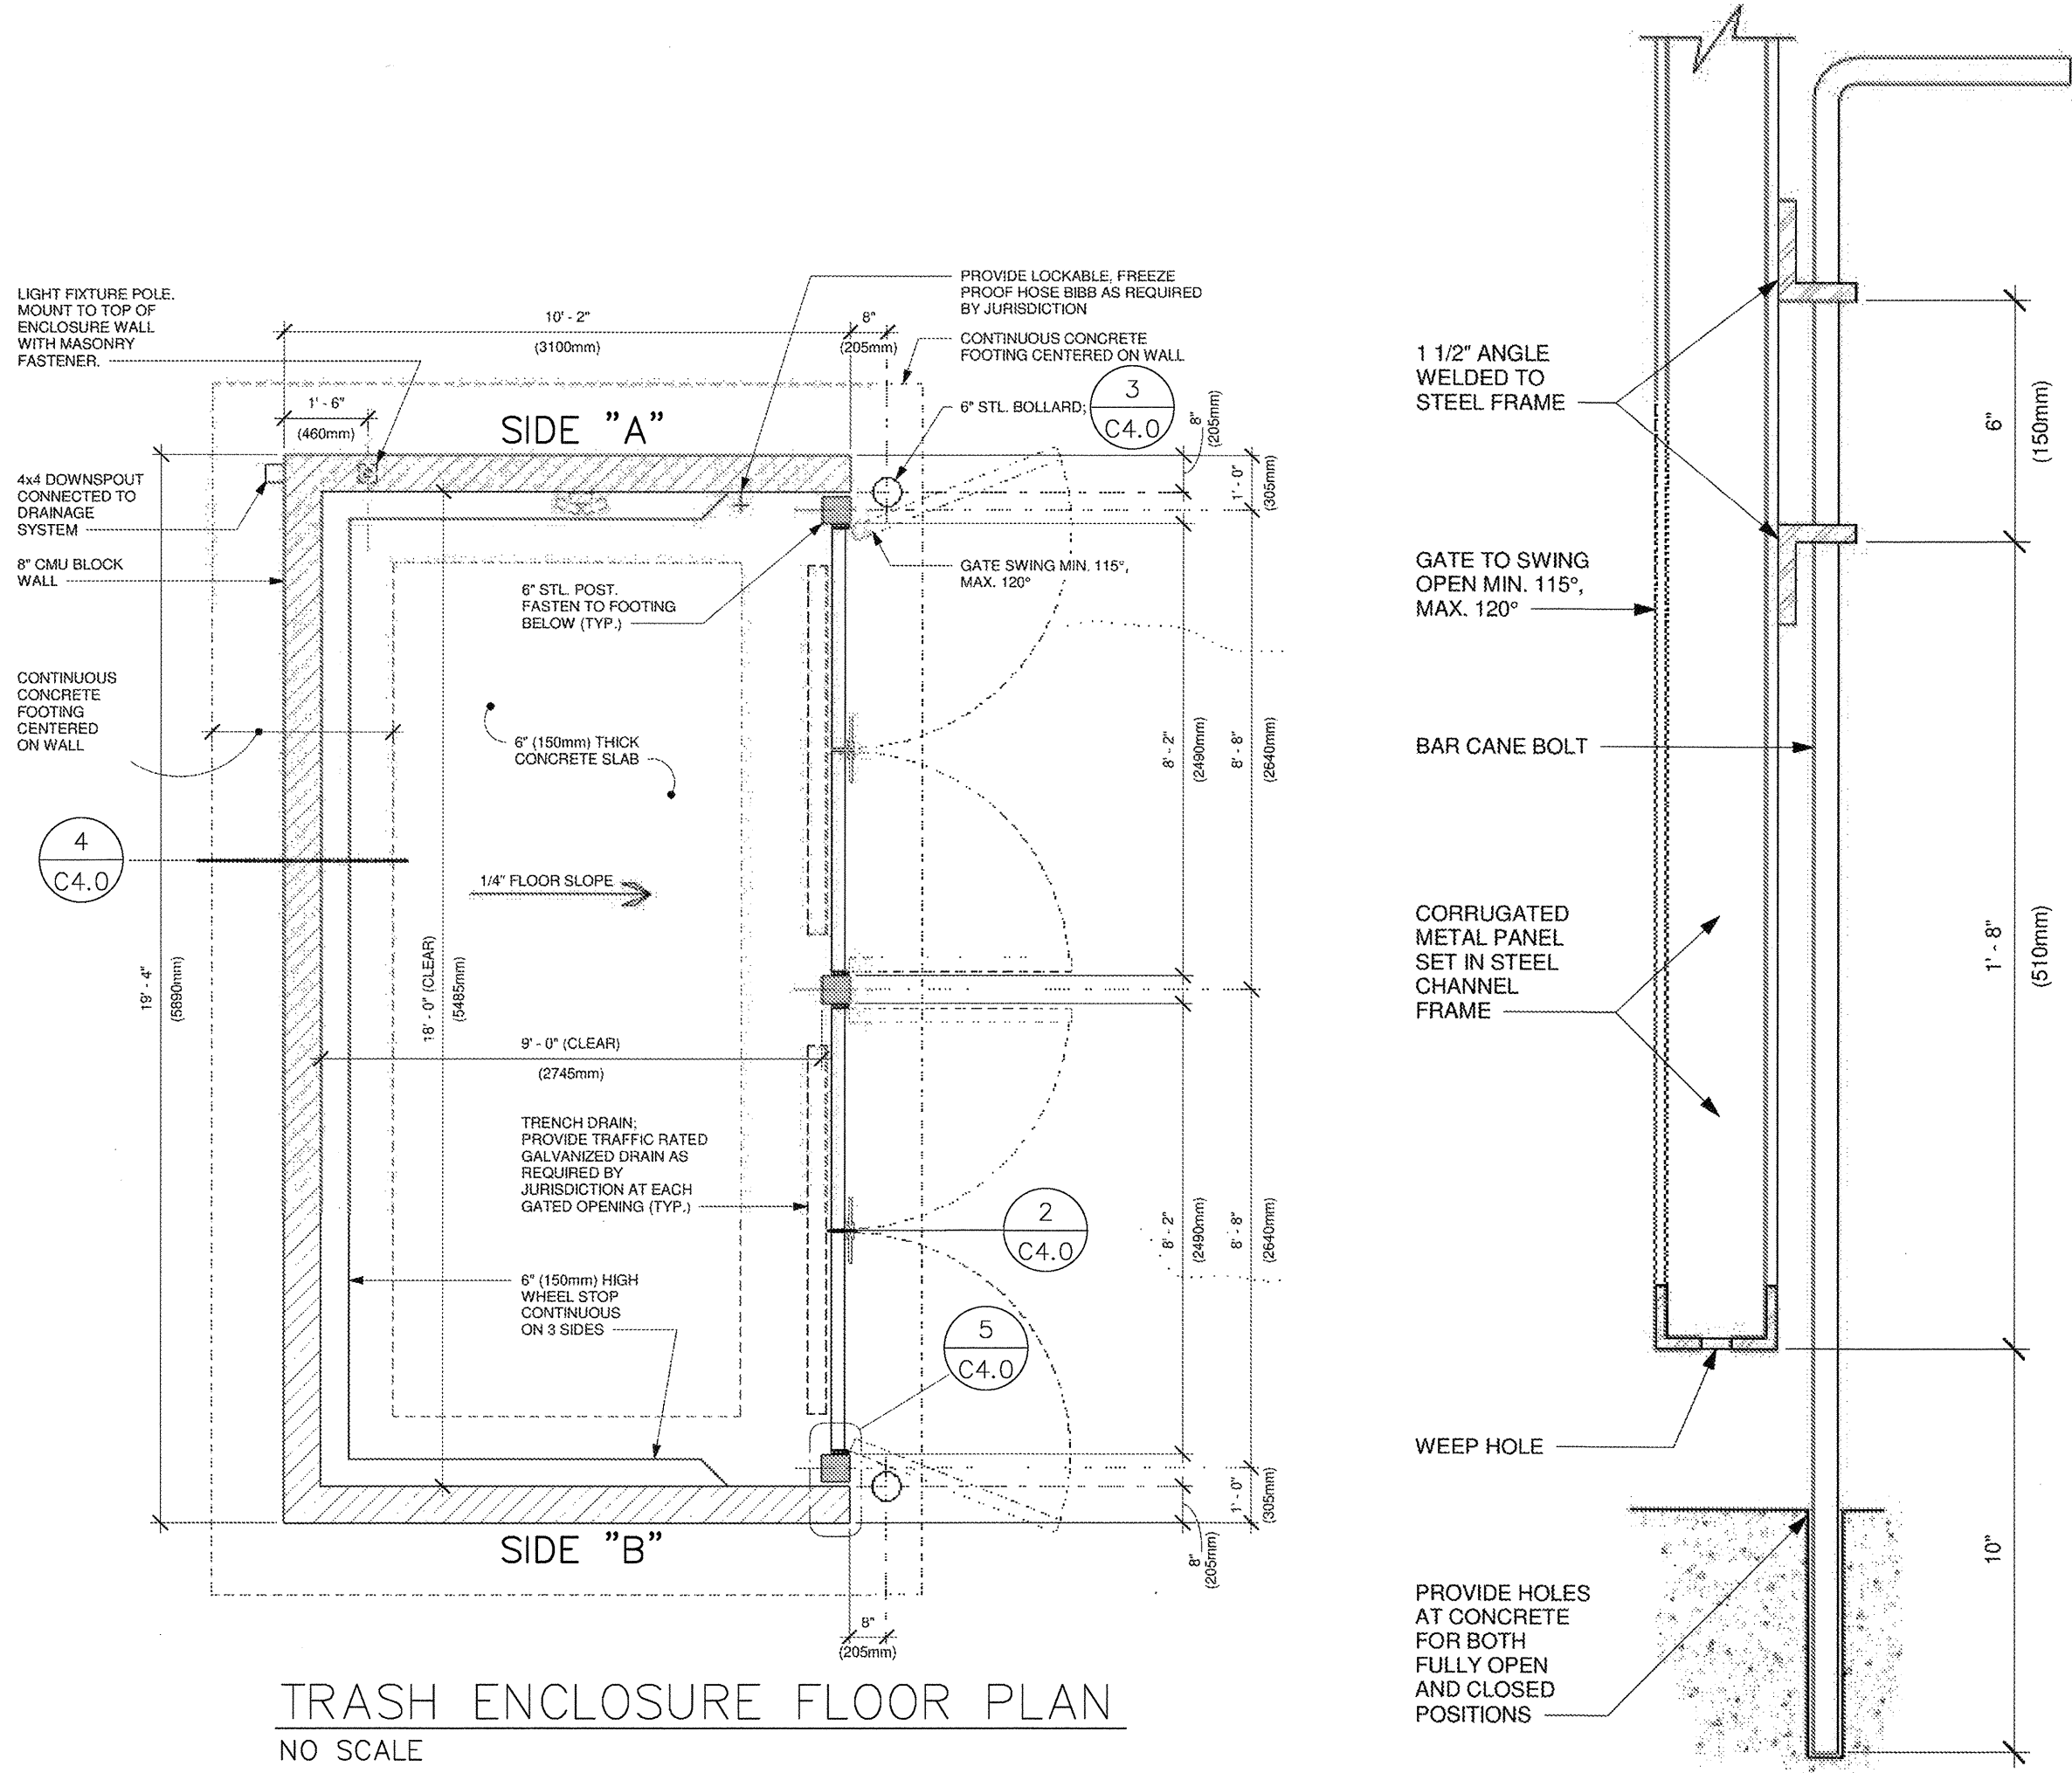 LIGHT FIXTURE POLE.
MOUNT TO TOP OF
ENCLOSURE WALL
WITH MASONRY
FASTENER.
10' - 2"
(3100mm)
8"
(205mm)
PROVIDE LOCKABLE, FREEZE
PROOF HOSE BIBB AS REQUIRED
BY JURISDICTION
CONTINUOUS CONCRETE
FOOTING CENTERED ON WALL
1' - 6"
(460mm)
SIDE "A"
6" STL. BOLLARD;
3
C4.0
8"
(205mm)
1' - 0"
(305mm)
4x4 DOWNSPOUT
CONNECTED TO
DRAINAGE
SYSTEM
8" CMU BLOCK
WALL
6" STL. POST.
FASTEN TO FOOTING
BELOW (TYP.)
GATE SWING MIN. 115°,
MAX. 120°
CONTINUOUS
CONCRETE
FOOTING
CENTERED
ON WALL
6" (150mm) THICK
CONCRETE SLAB
8' - 2"
(2490mm)
8' - 8"
(2640mm)
4
C4.0
1/4" FLOOR SLOPE
19' - 4"
(5890mm)
18' - 0" (CLEAR)
(5485mm)
9' - 0" (CLEAR)
(2745mm)
TRENCH DRAIN;
PROVIDE TRAFFIC RATED
GALVANIZED DRAIN AS
REQUIRED BY
JURISDICTION AT EACH
GATED OPENING (TYP.)
2
C4.0
8' - 2"
(2490mm)
8' - 8"
(2640mm)
6" (150mm) HIGH
WHEEL STOP
CONTINUOUS
ON 3 SIDES
5
C4.0
1' - 0"
(305mm)
8"
(205mm)
SIDE "B"
8"
(205mm)
TRASH ENCLOSURE FLOOR PLAN
NO SCALE
1 1/2" ANGLE
WELDED TO
STEEL FRAME
6"
(150mm)
GATE TO SWING
OPEN MIN. 115°,
MAX. 120°
BAR CANE BOLT
CORRUGATED
METAL PANEL
SET IN STEEL
CHANNEL
FRAME
1' - 8"
(510mm)
WEEP HOLE
10"
PROVIDE HOLES
AT CONCRETE
FOR BOTH
FULLY OPEN
AND CLOSED
POSITIONS